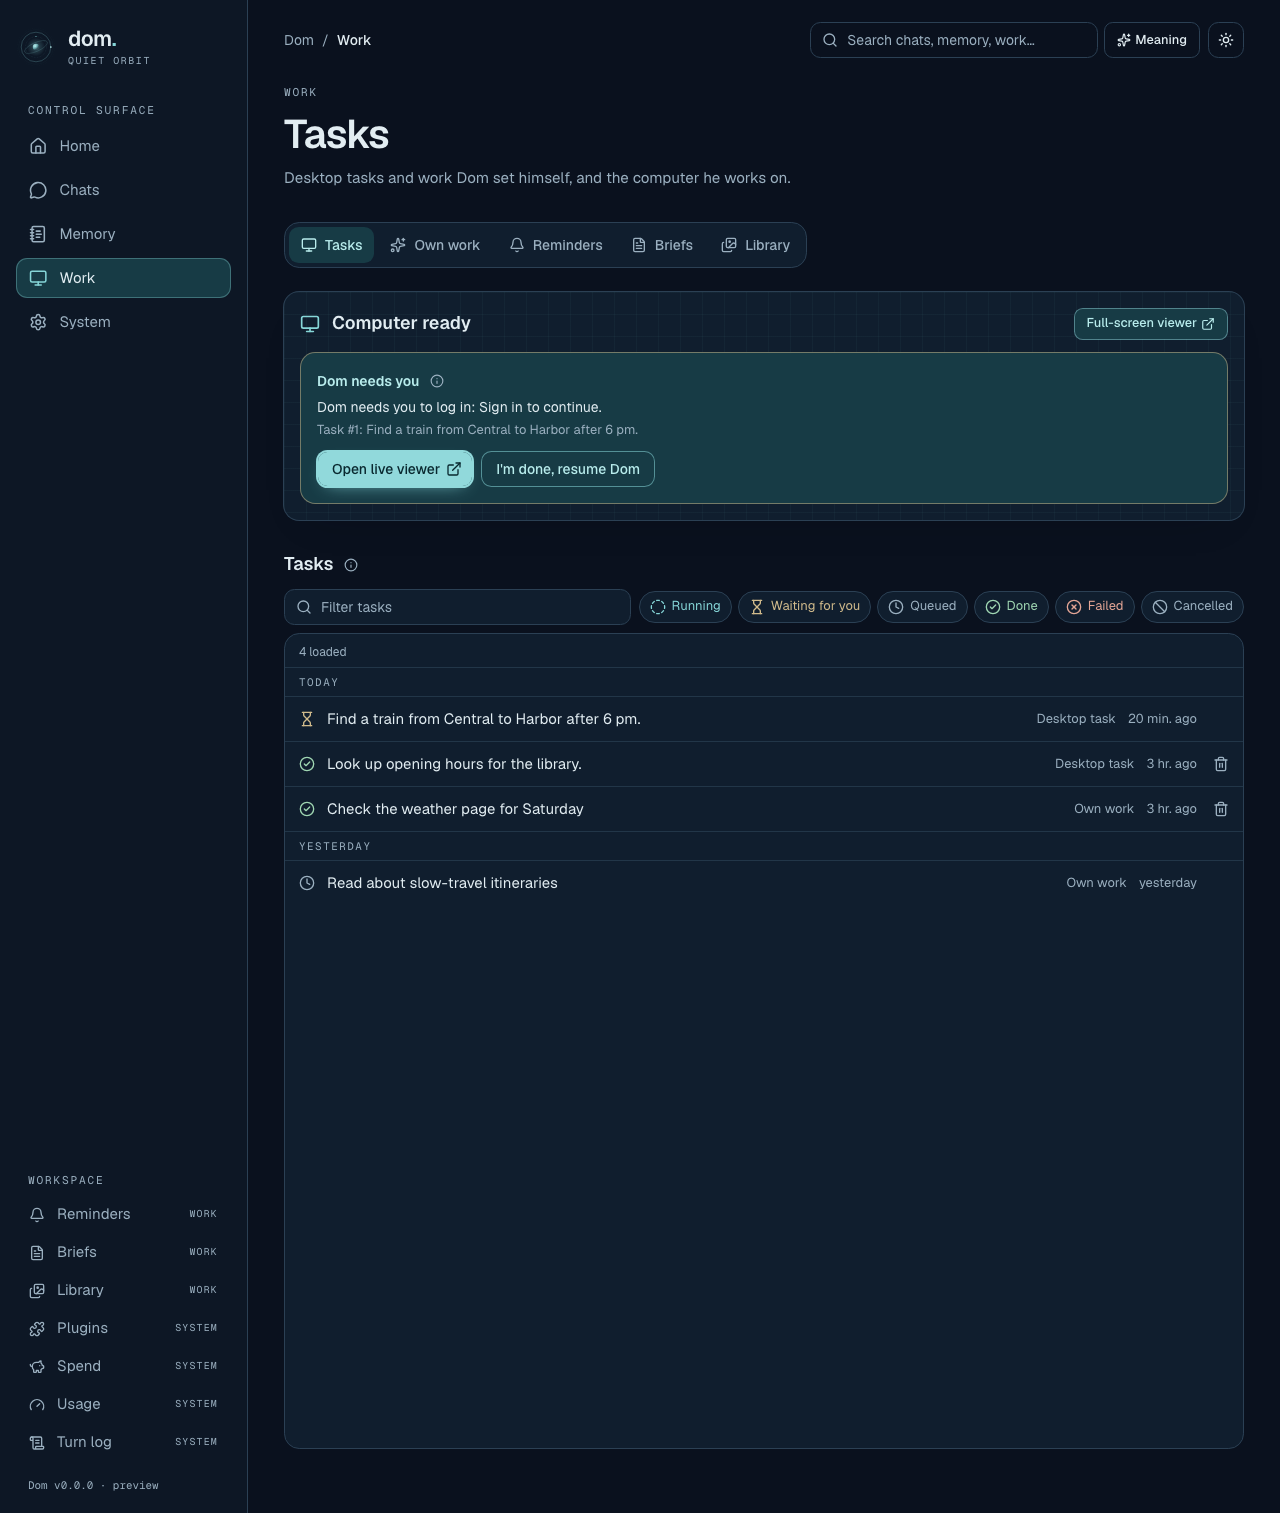 dom.
QUIET ORBIT
CONTROL SURFACE
Home
Chats
Memory
Work
System
WORKSPACE
Reminders WORK
Briefs WORK
Library WORK
Plugins SYSTEM
Spend SYSTEM
Usage SYSTEM
Turn log SYSTEM
Dom v0.0.0 · preview
Dom / Work
Search chats, memory, work…
Meaning
WORK
Tasks
Desktop tasks and work Dom set himself, and the computer he works on.
Tasks Own work Reminders Briefs Library
Computer ready
Full-screen viewer
Dom needs you
Dom needs you to log in: Sign in to continue.
Task #1: Find a train from Central to Harbor after 6 pm.
Open live viewer I'm done, resume Dom
Tasks
Filter tasks Running Waiting for you Queued Done Failed Cancelled
4 loaded
TODAY
Find a train from Central to Harbor after 6 pm. Desktop task 20 min. ago
Look up opening hours for the library. Desktop task 3 hr. ago
Check the weather page for Saturday Own work 3 hr. ago
YESTERDAY
Read about slow-travel itineraries Own work yesterday